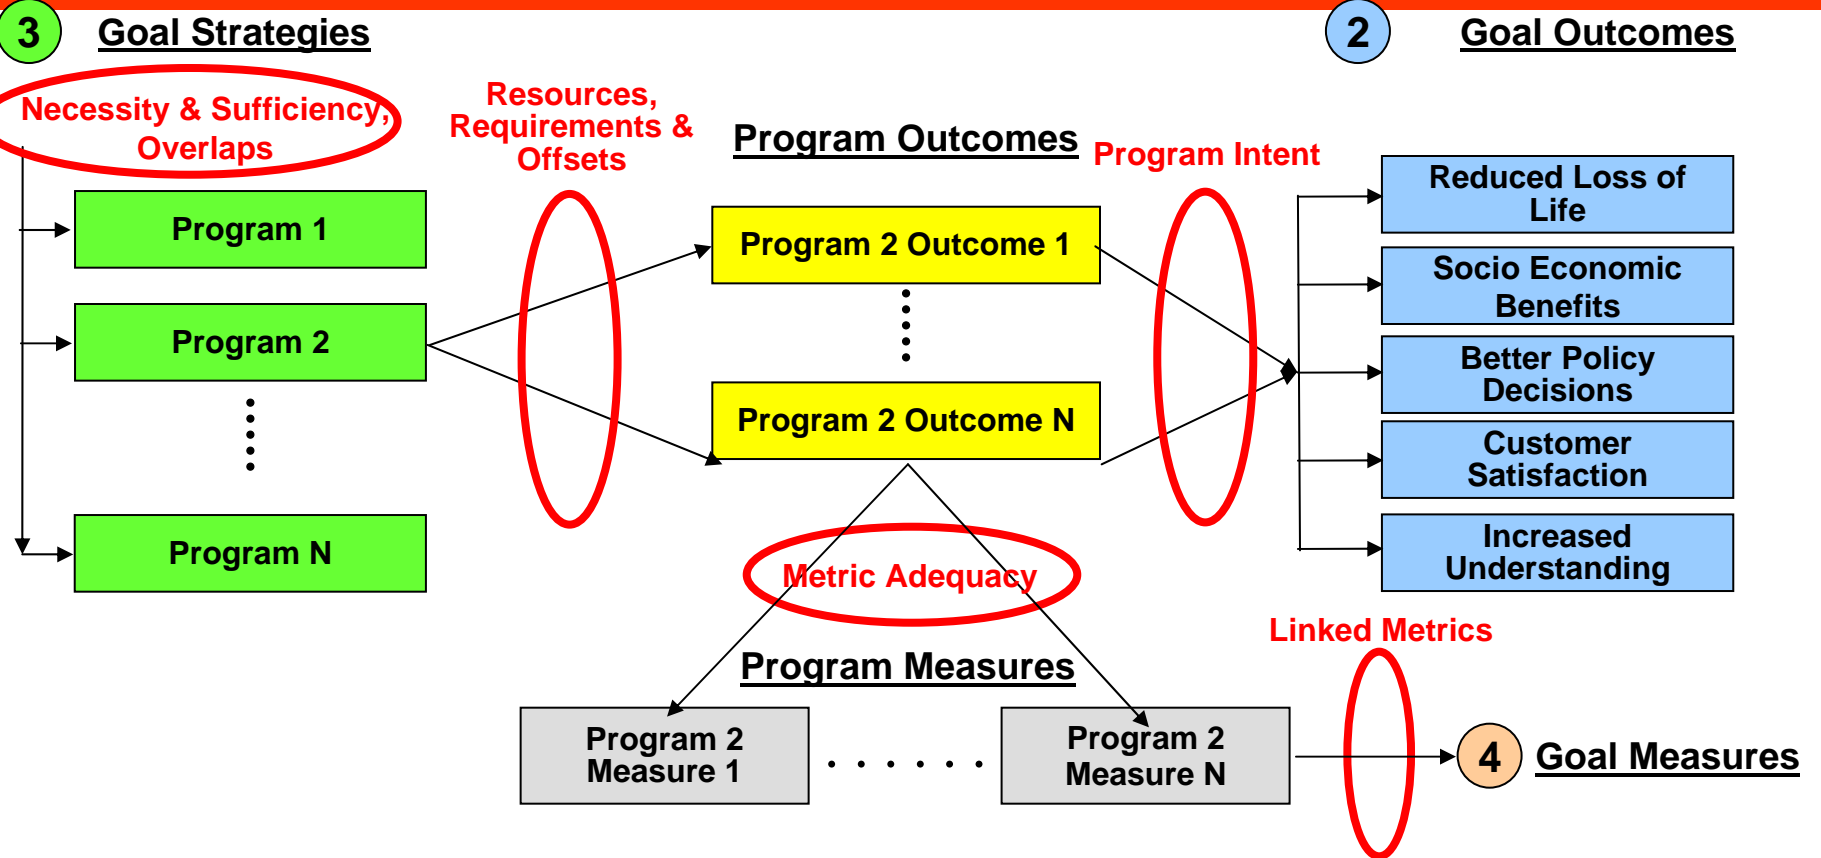 3
Goal Strategies
2
Goal Outcomes
Necessity & Sufficiency,
Overlaps
Resources,
Requirements &
Offsets
Program Outcomes
Program Intent
Program 1
Program 2
Program N
Program 2 Outcome 1
Program 2 Outcome N
Reduced Loss of
Life
Socio Economic
Benefits
Better Policy
Decisions
Customer
Satisfaction
Increased
Understanding
Metric Adequacy
Linked Metrics
Program Measures
Program 2
Measure 1
Program 2
Measure N
4
Goal Measures